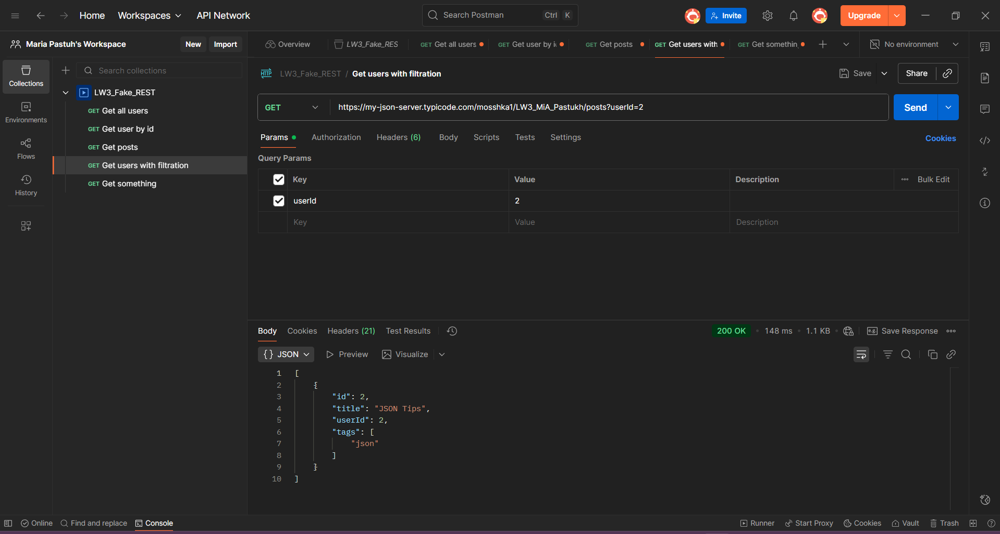 Home Workspaces API Network Search Postman Ctrl K Invite Upgrade
Maria Pastuh's Workspace New Import Overview LW3_Fake_RES GET Get all users GET Get user by i GET Get posts GET Get users with GET Get somethin No environment
Collections
Environments
Flows
History
Search collections
LW3_Fake_REST
GET Get all users
GET Get user by id
GET Get posts
GET Get users with filtration
GET Get something
HTTP LW3_Fake_REST / Get users with filtration Save Share
GET https://my-json-server.typicode.com/mosshka1/LW3_MiA_Pastukh/posts?userId=2 Send
Params Authorization Headers (6) Body Scripts Tests Settings Cookies
Query Params
Key Value Description Bulk Edit
userId 2
Key Value Description
Body Cookies Headers (21) Test Results 200 OK 148 ms 1.1 KB e.g. Save Response
{} JSON Preview Visualize
1 [
2 {
3 "id": 2,
4 "title": "JSON Tips",
5 "userId": 2,
6 "tags": [
7 "json"
8 ]
9 }
10 ]
Online Find and replace Console Runner Start Proxy Cookies Vault Trash